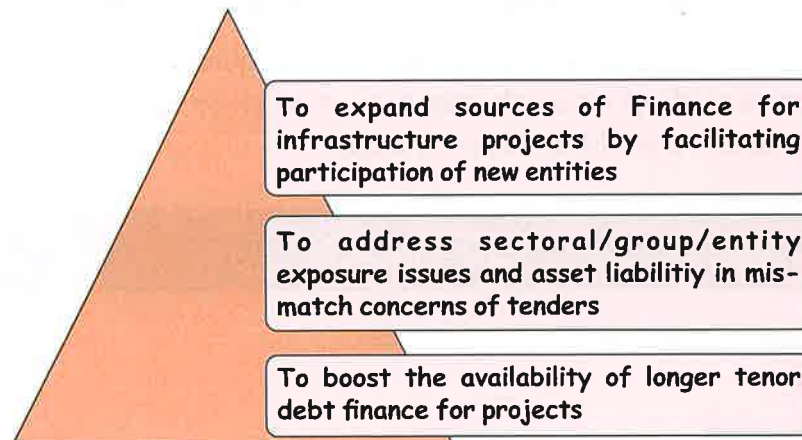 To expand sources of Finance for
infrastructure projects by facilitating
participation of new entities
To address sectoral/group/entity
exposure issues and asset liabilitiy in mis-
match concerns of tenders
To boost the availability of longer tenor
debt finance for projects